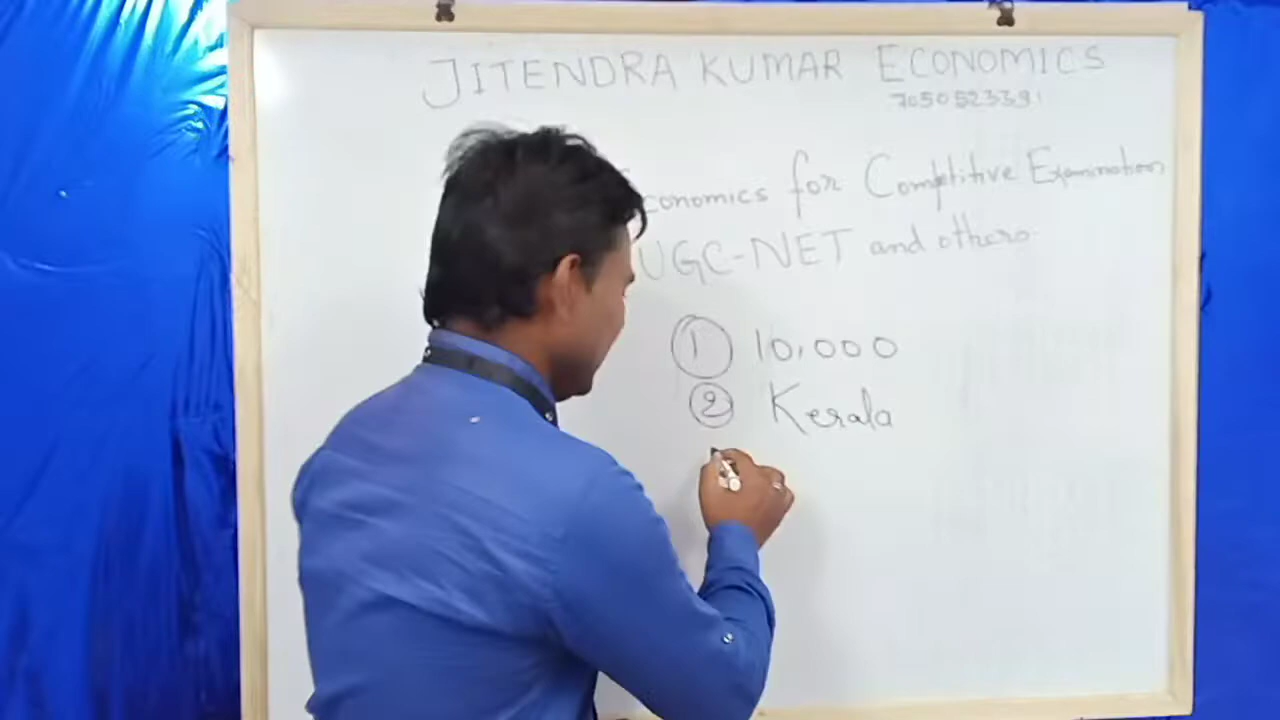 JITENDRA KUMAR ECONOMICS
7050523391
conomics for Competitive Examination
UGC-NET and others
① 10,000
② Kerala